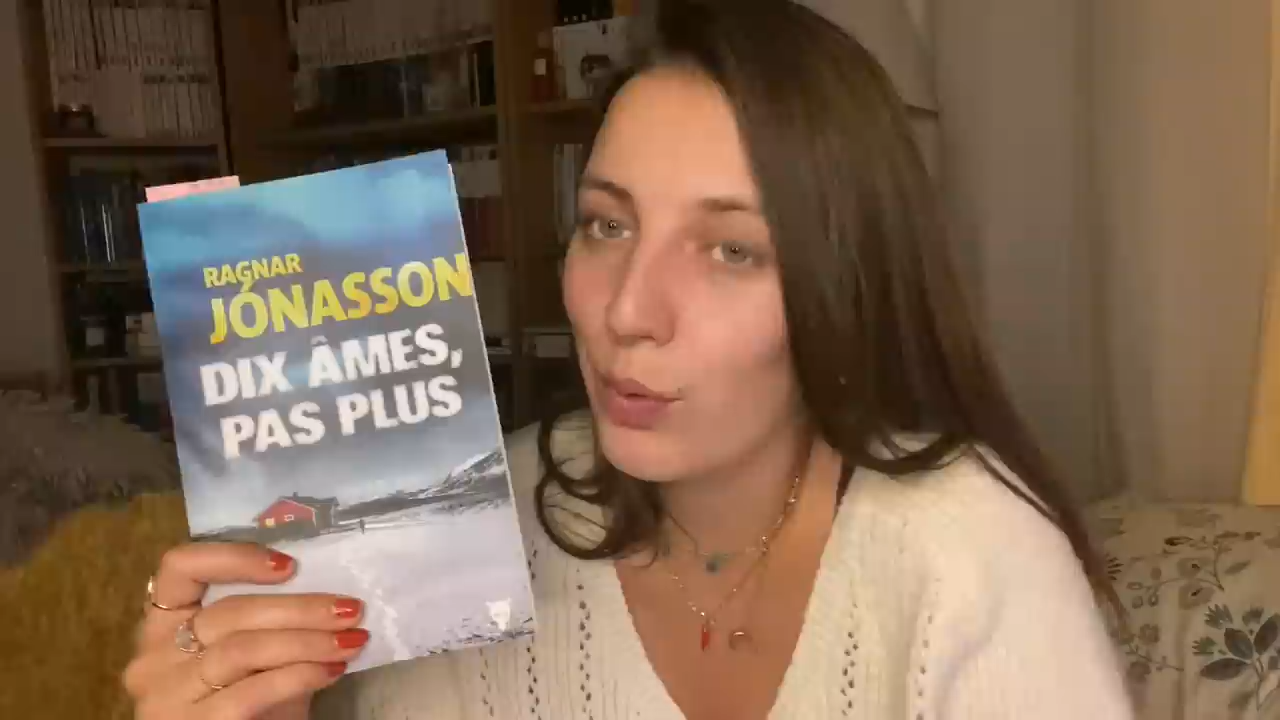 RAGNAR
JÓNASSON
DIX ÂMES,
PAS PLUS